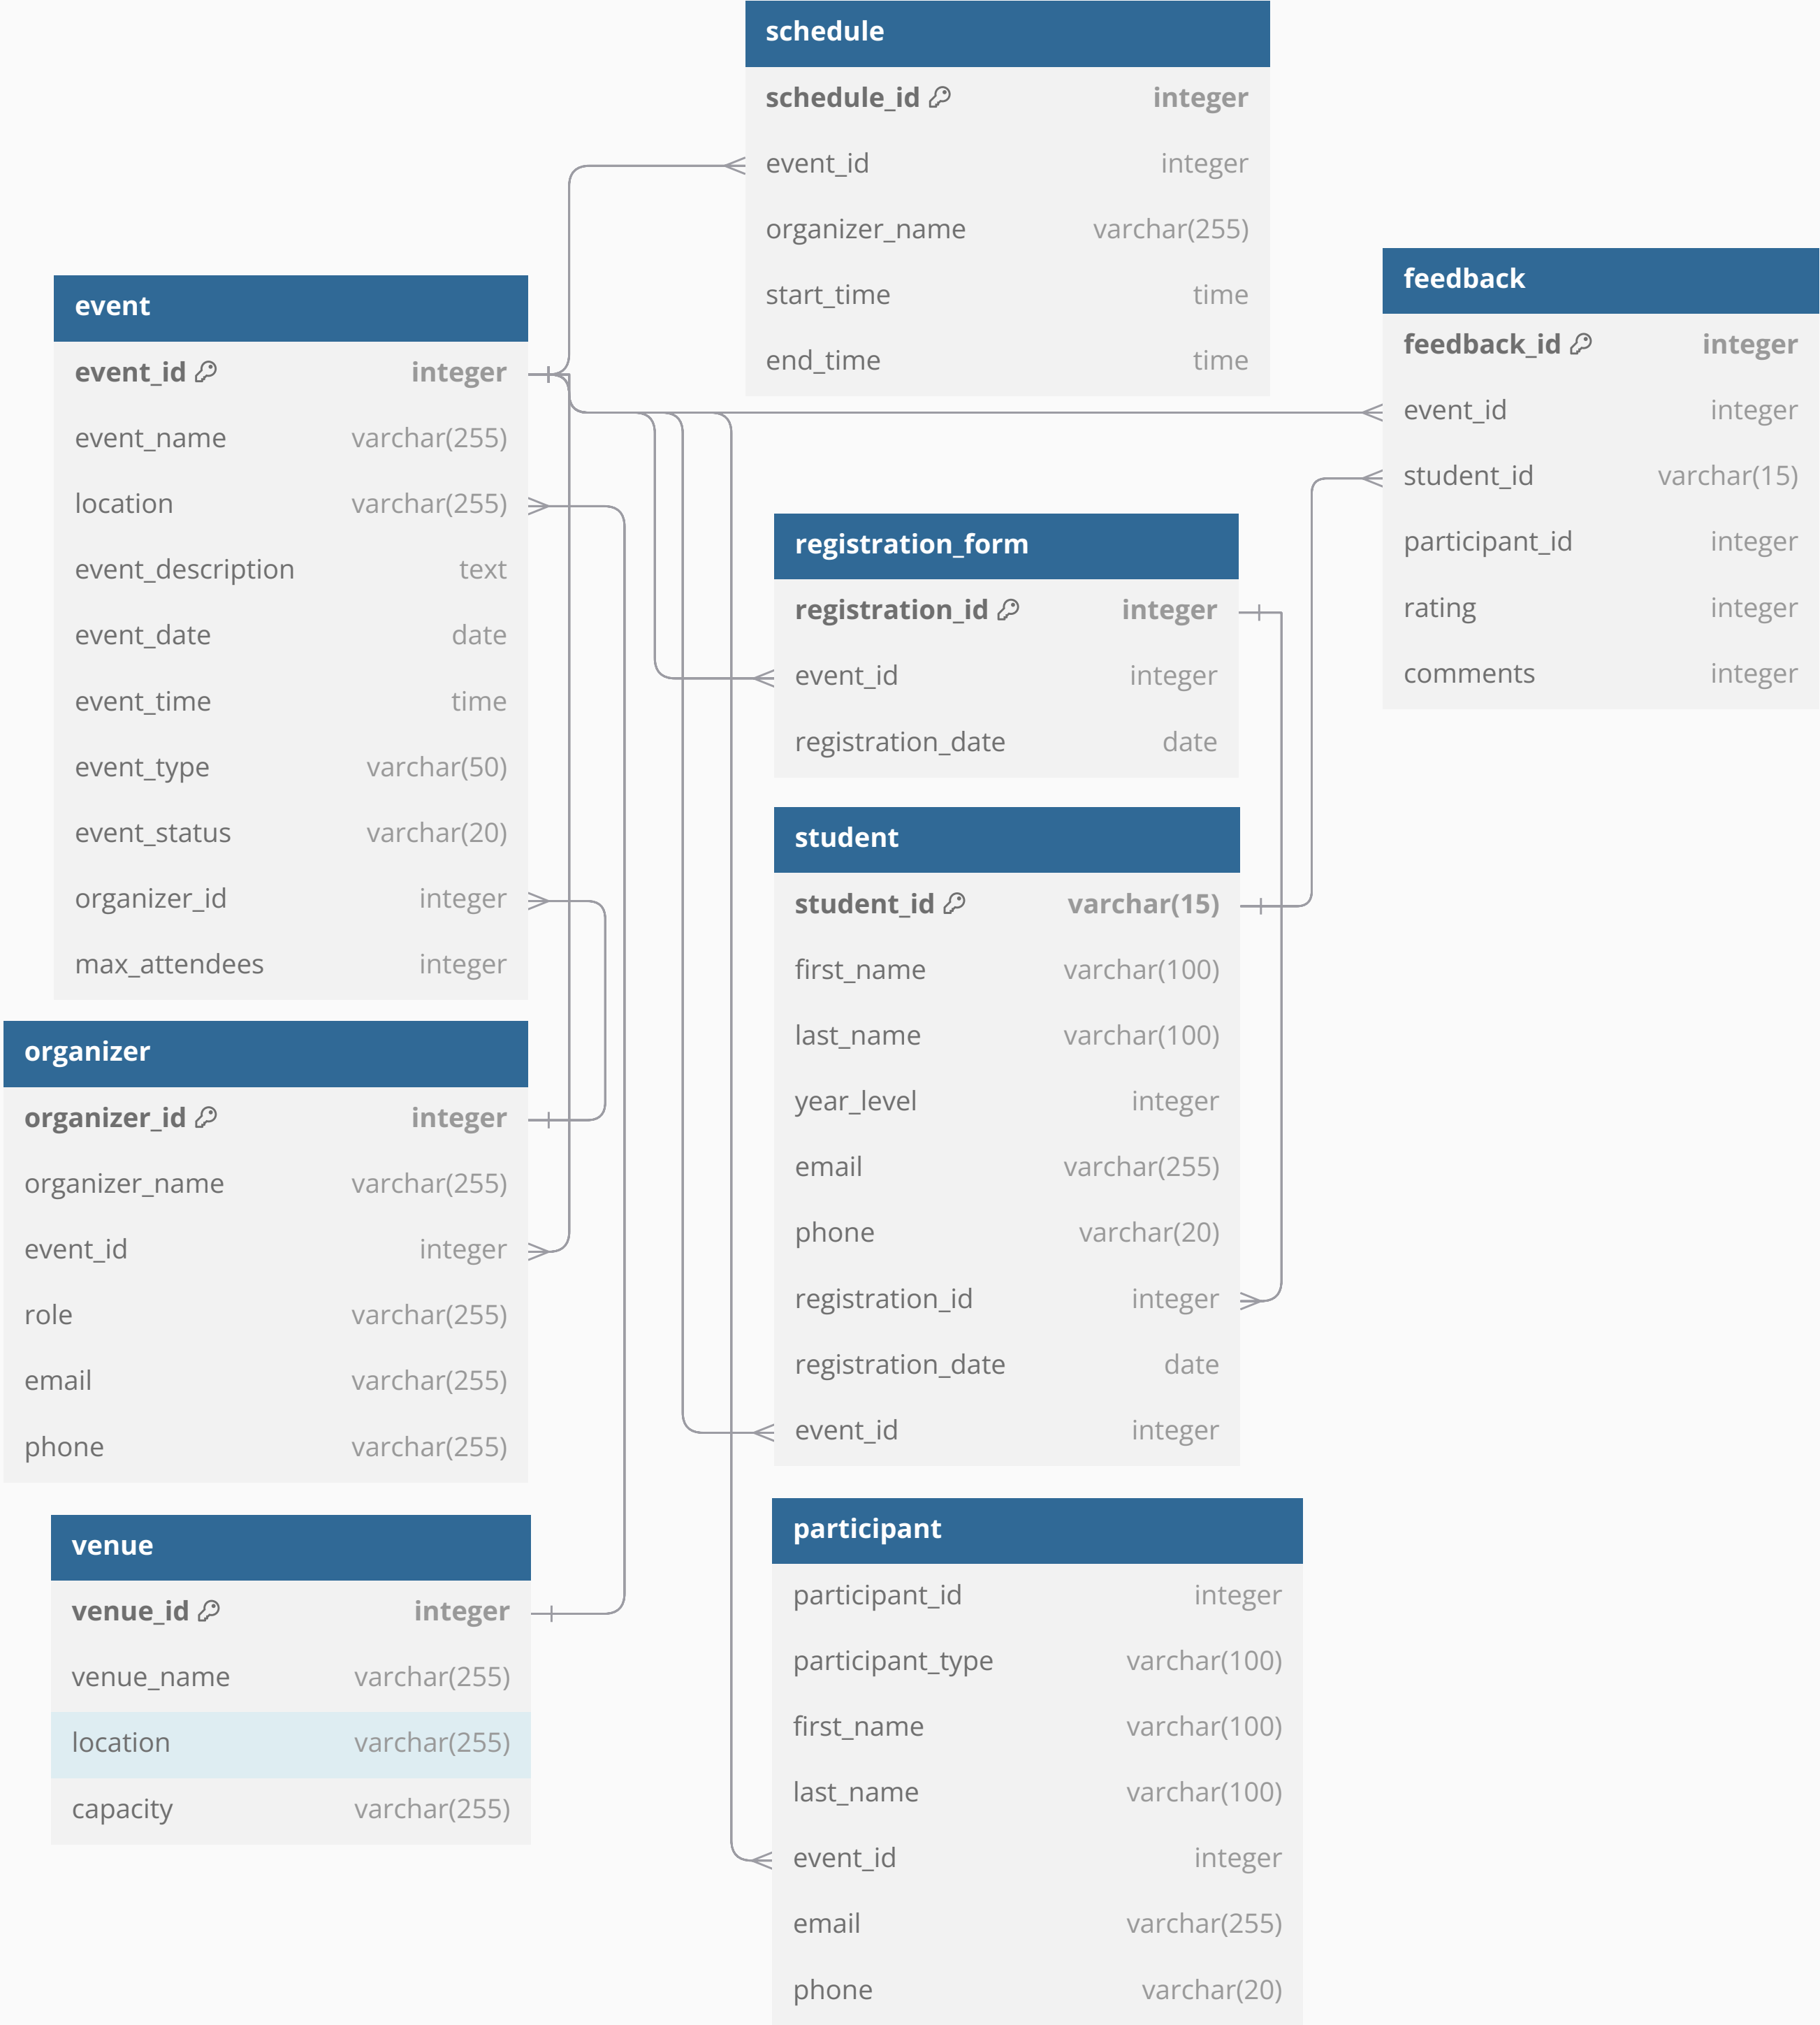 schedule
schedule_id integer
event_id integer
organizer_name varchar(255)
start_time time
end_time time
event
event_id integer
event_name varchar(255)
location varchar(255)
event_description text
event_date date
event_time time
event_type varchar(50)
event_status varchar(20)
organizer_id integer
max_attendees integer
feedback
feedback_id integer
event_id integer
student_id varchar(15)
participant_id integer
rating integer
comments integer
registration_form
registration_id integer
event_id integer
registration_date date
student
student_id varchar(15)
first_name varchar(100)
last_name varchar(100)
year_level integer
email varchar(255)
phone varchar(20)
registration_id integer
registration_date date
event_id integer
organizer
organizer_id integer
organizer_name varchar(255)
event_id integer
role varchar(255)
email varchar(255)
phone varchar(255)
venue
venue_id integer
venue_name varchar(255)
location varchar(255)
capacity varchar(255)
participant
participant_id integer
participant_type varchar(100)
first_name varchar(100)
last_name varchar(100)
event_id integer
email varchar(255)
phone varchar(20)